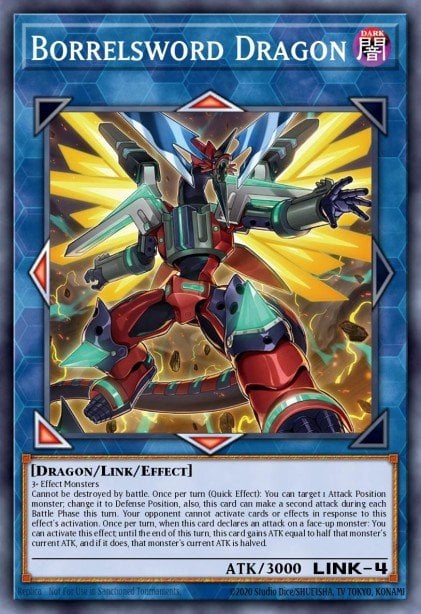 BORRELSWORD DRAGON
DARK
闇
[DRAGON/LINK/EFFECT]
3+ Effect Monsters
Cannot be destroyed by battle. Once per turn (Quick Effect): You can target 1 Attack Position
monster; change it to Defense Position, also, this card can make a second attack during each
Battle Phase this turn. Your opponent cannot activate cards or effects in response to this
effect's activation. Once per turn, when this card declares an attack on a face-up monster: You
can activate this effect; until the end of this turn, this card gains ATK equal to half that monster's
current ATK, and if it does, that monster's current ATK is halved.
ATK/3000 LINK-4
Replica - Not For Use in Sanctioned Tornmaments
©2020 Studio Dice/SHUEISHA, TV TOKYO, KONAMI